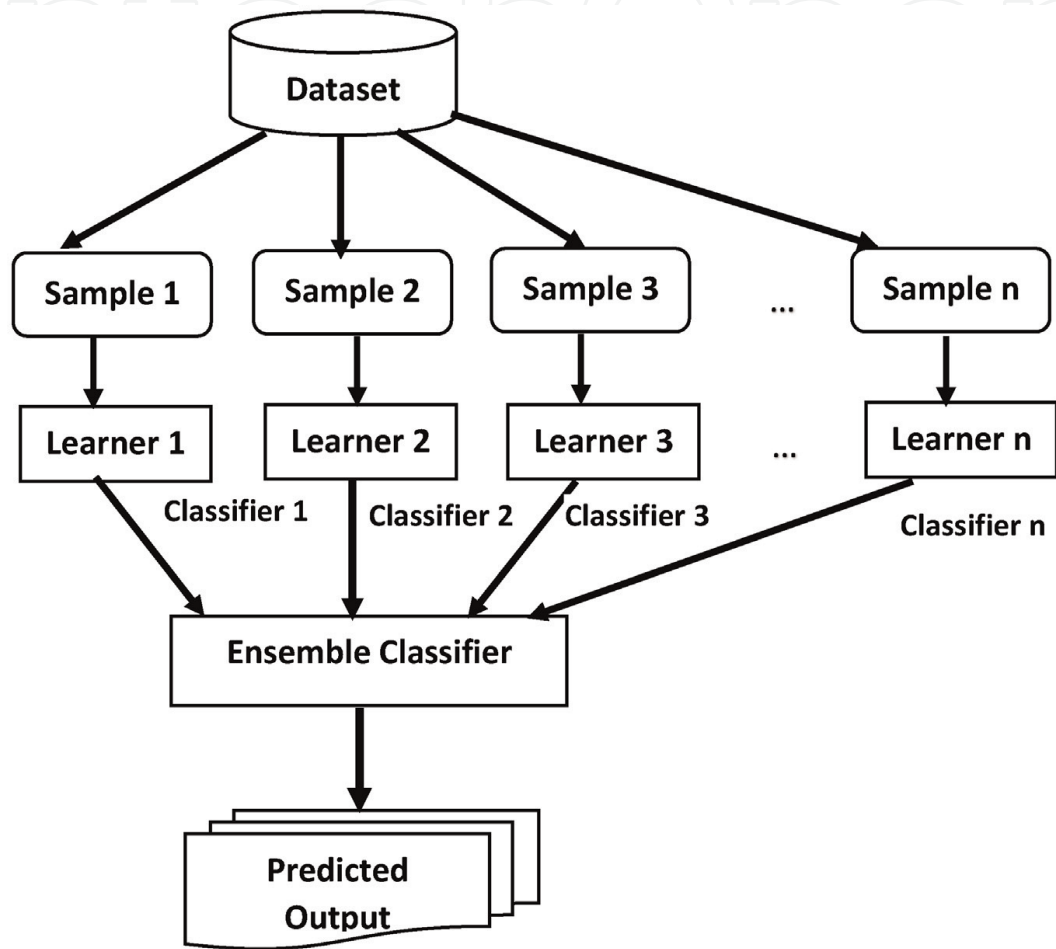 Dataset
Sample 1
Sample 2
Sample 3
...
Sample n
Learner 1
Learner 2
Learner 3
...
Learner n
Classifier 1
Classifier 2
Classifier 3
Classifier n
Ensemble Classifier
Predicted
Output